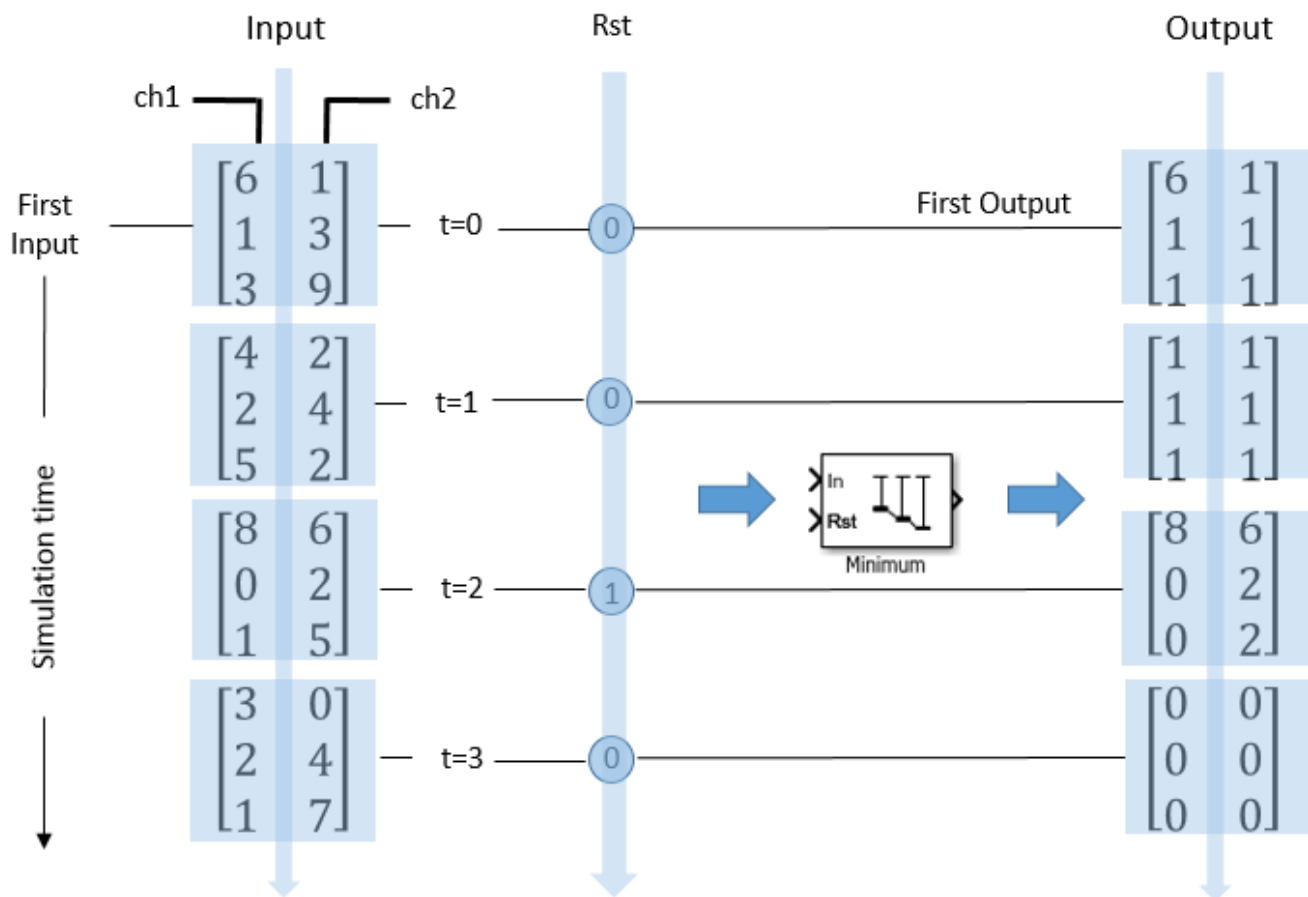 Input Rst Output
ch1 ch2
First Input
6 1 t=0 0 First Output 6 1
1 3 1 1
3 9 1 1
4 2 t=1 0 1 1
2 4 1 1
5 2 1 1
In
Rst
Minimum
8 6 t=2 1 8 6
0 2 0 2
1 5 0 2
Simulation time
3 0 t=3 0 0 0
2 4 0 0
1 7 0 0